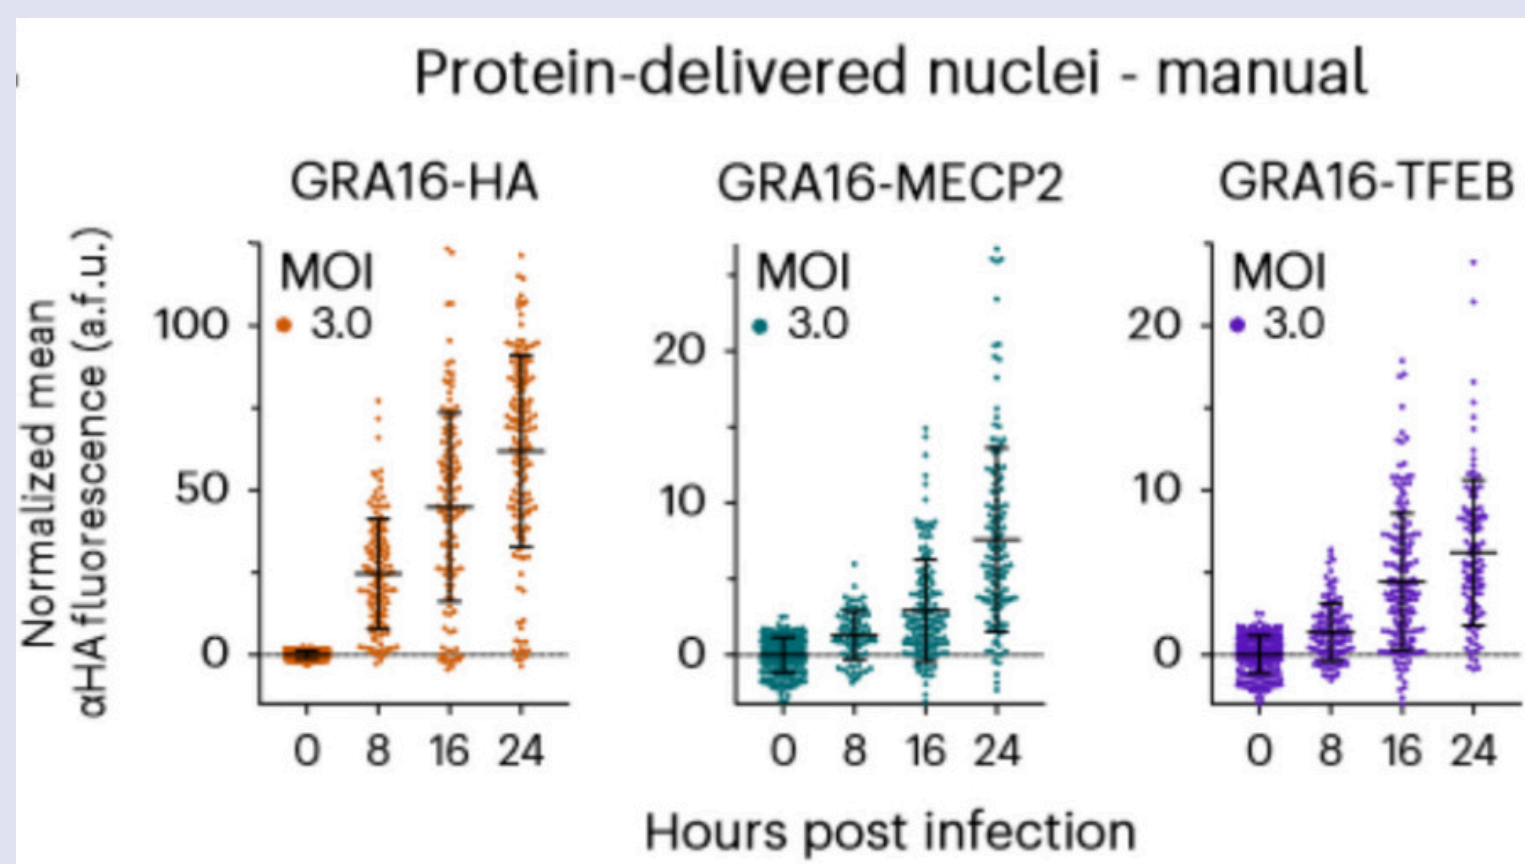 Protein-delivered nuclei - manual
GRA16-HA
GRA16-MECP2
GRA16-TFEB
Normalized mean
αHA fluorescence (a.f.u.)
MOI
3.0
100
50
0
0 8 16 24
MOI
3.0
20
10
0
0 8 16 24
MOI
3.0
20
10
0
0 8 16 24
Hours post infection